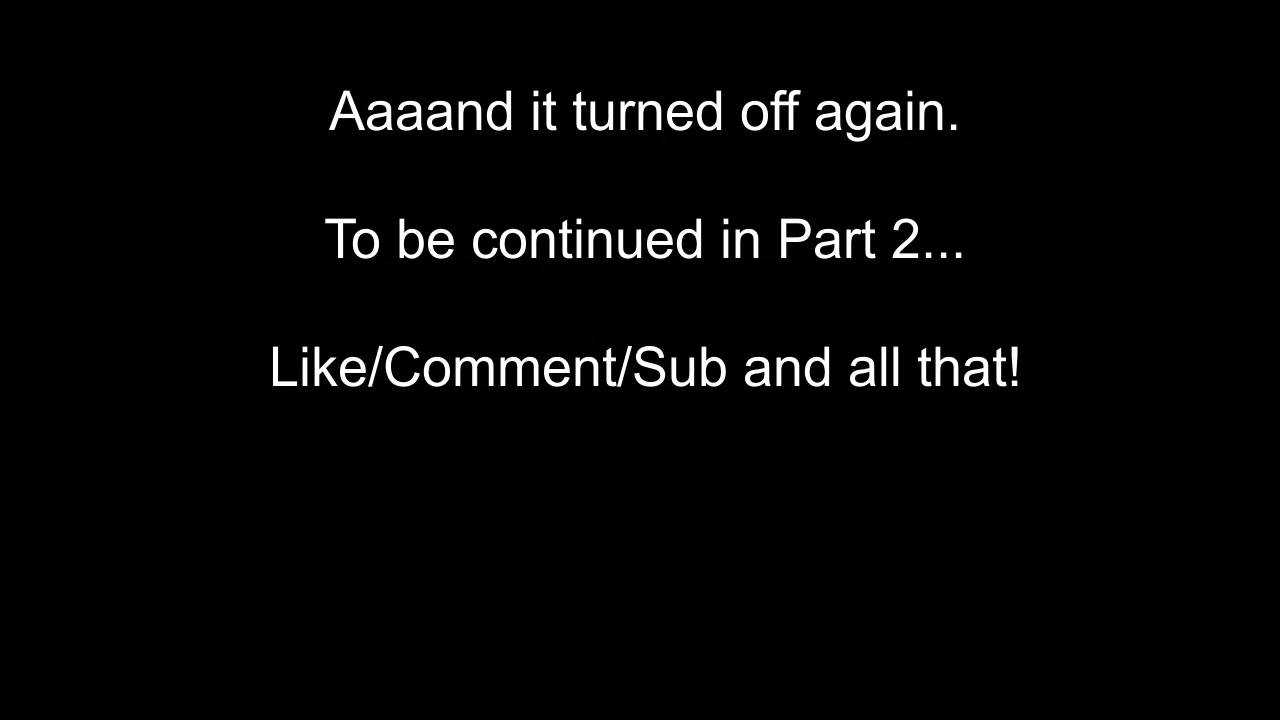 Aaaand it turned off again.
To be continued in Part 2...
Like/Comment/Sub and all that!